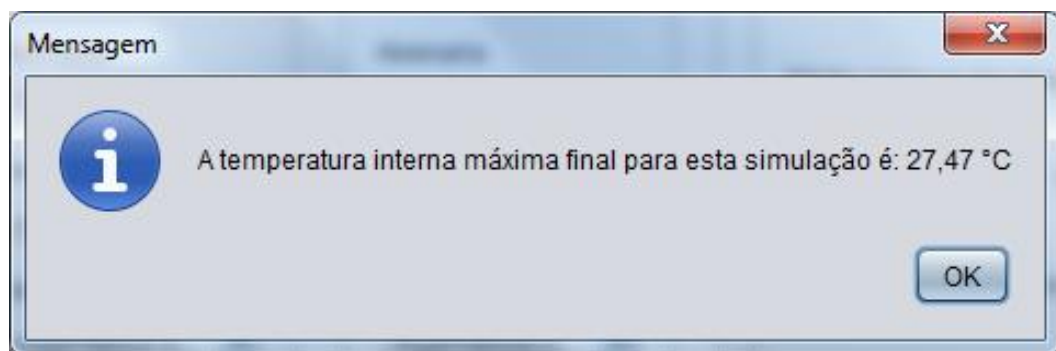 Mensagem
A temperatura interna máxima final para esta simulação é: 27,47 °C
OK